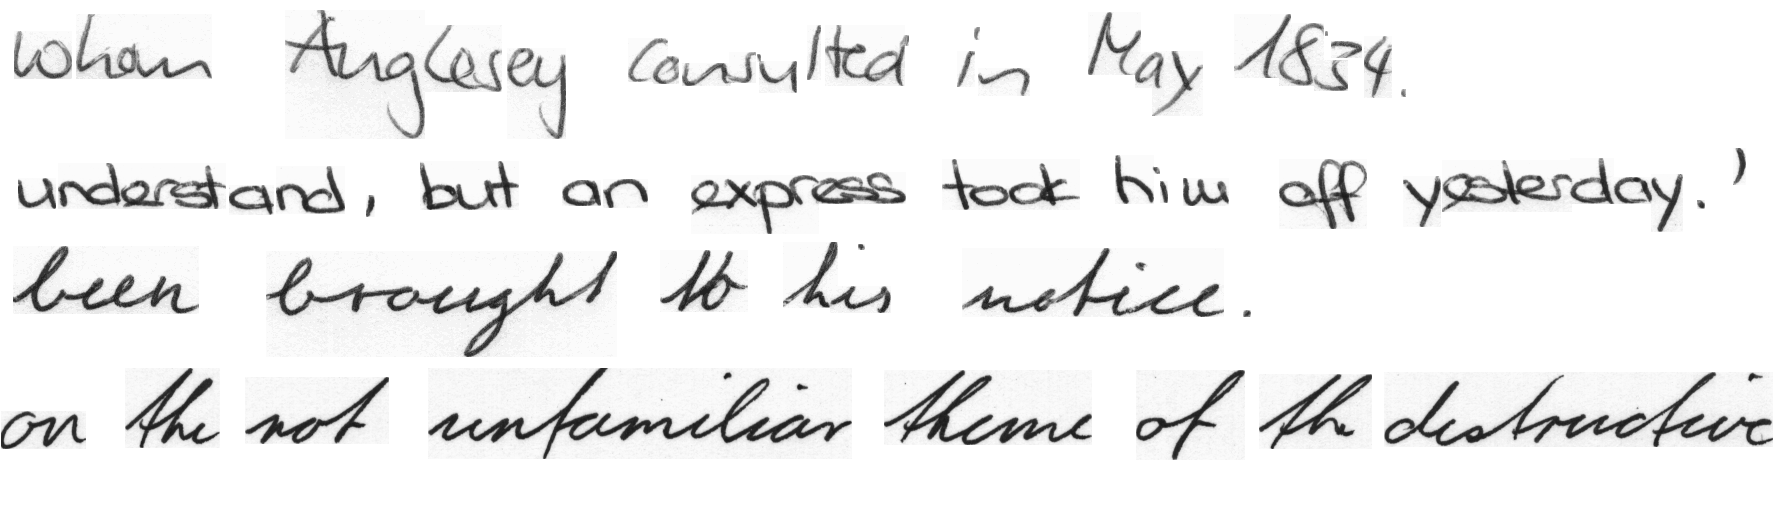 whom Anglesey consulted in May 1834.
understand, but an express took him off yesterday.'
been brought to his notice.
on the not unfamiliar theme of the destructive